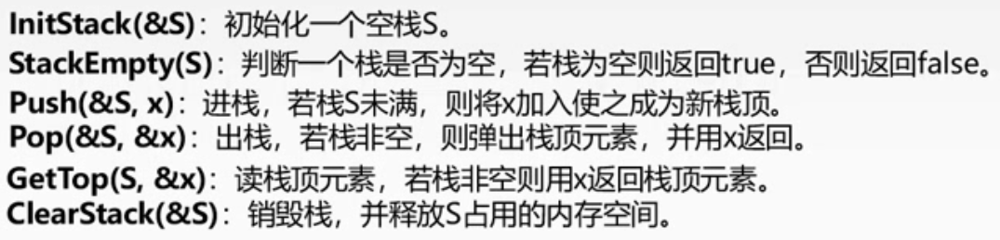 InitStack(&S)：初始化一个空栈S。
StackEmpty(S)：判断一个栈是否为空，若栈为空则返回true，否则返回false。
Push(&S, x)：进栈，若栈S未满，则将x加入使之成为新栈顶。
Pop(&S, &x)：出栈，若栈非空，则弹出栈顶元素，并用x返回。
GetTop(S, &x)：读栈顶元素，若栈非空则用x返回栈顶元素。
ClearStack(&S)：销毁栈，并释放S占用的内存空间。